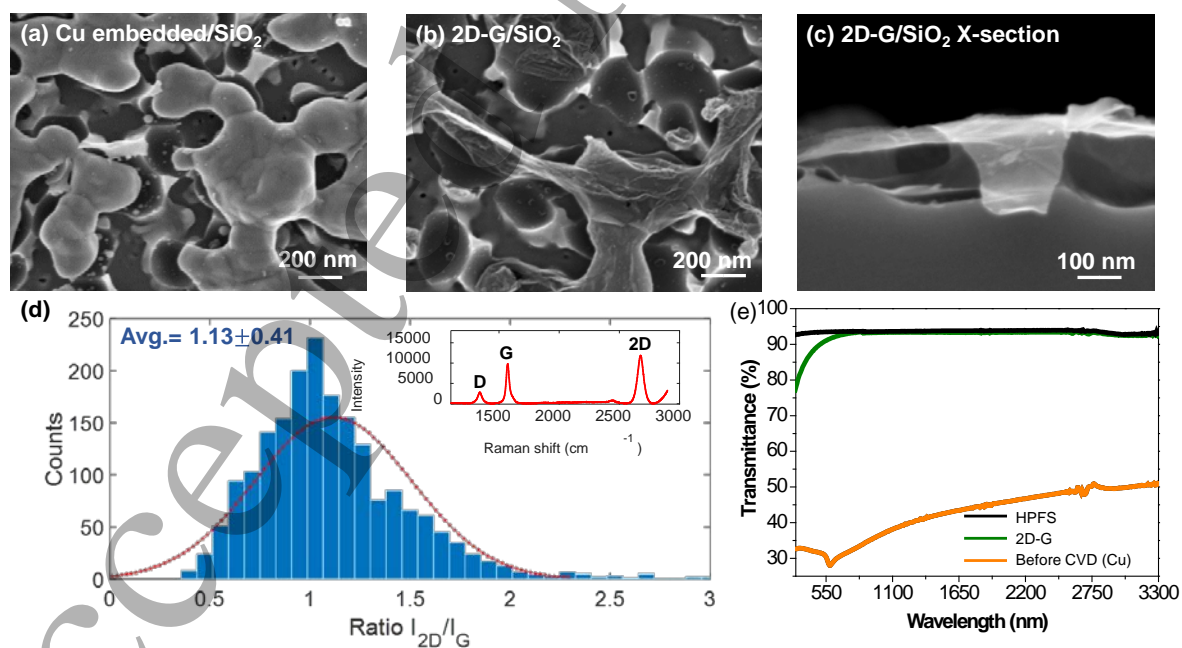 (a) Cu embedded/SiO2
200 nm
(b) 2D-G/SiO2
200 nm
(c) 2D-G/SiO2 X-section
100 nm
(d)
Avg.= 1.13±0.41
250
200
150
100
50
0
Counts
0 0.5 1 1.5 2 2.5 3
Ratio I2D/IG
15000
10000
5000
0
Intensity
D
G
2D
1500 2000 2500 3000
Raman shift (cm -1)
(e)
100
90
80
70
60
50
40
30
Transmittance (%)
HPFS
2D-G
Before CVD (Cu)
550 1100 1650 2200 2750 3300
Wavelength (nm)
ccepte